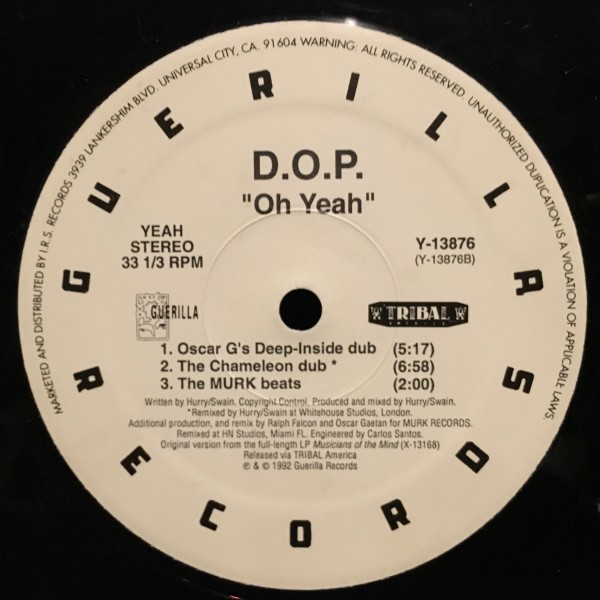 MARKETED AND DISTRIBUTED BY I.R.S. RECORDS 3939 LANKERSHIM BLVD. UNIVERSAL CITY, CA. 91604 WARNING: ALL RIGHTS RESERVED. UNAUTHORIZED DUPLICATION IS A VIOLATION OF APPLICABLE LAWS.
GUERILLA RECORDS
D.O.P.
"Oh Yeah"
YEAH
STEREO
33 1/3 RPM
Y-13876
(Y-13876B)
GUERILLA
TRIBAL
AMERICA
1. Oscar G's Deep-Inside dub (5:17)
2. The Chameleon dub * (6:58)
3. The MURK beats (2:00)
Written by Hurry/Swain. Copyright Control. Produced and mixed by Hurry/Swain.
*Remixed by Hurry/Swain at Whitehouse Studios, London.
Additional production, and remix by Ralph Falcon and Oscar Gaetan for MURK RECORDS.
Remixed at HN Studios, Miami FL. Engineered by Carlos Santos.
Original version from the full-length LP Musicians of the Mind (X-13168)
Released via TRIBAL America
℗ & © 1992 Guerilla Records